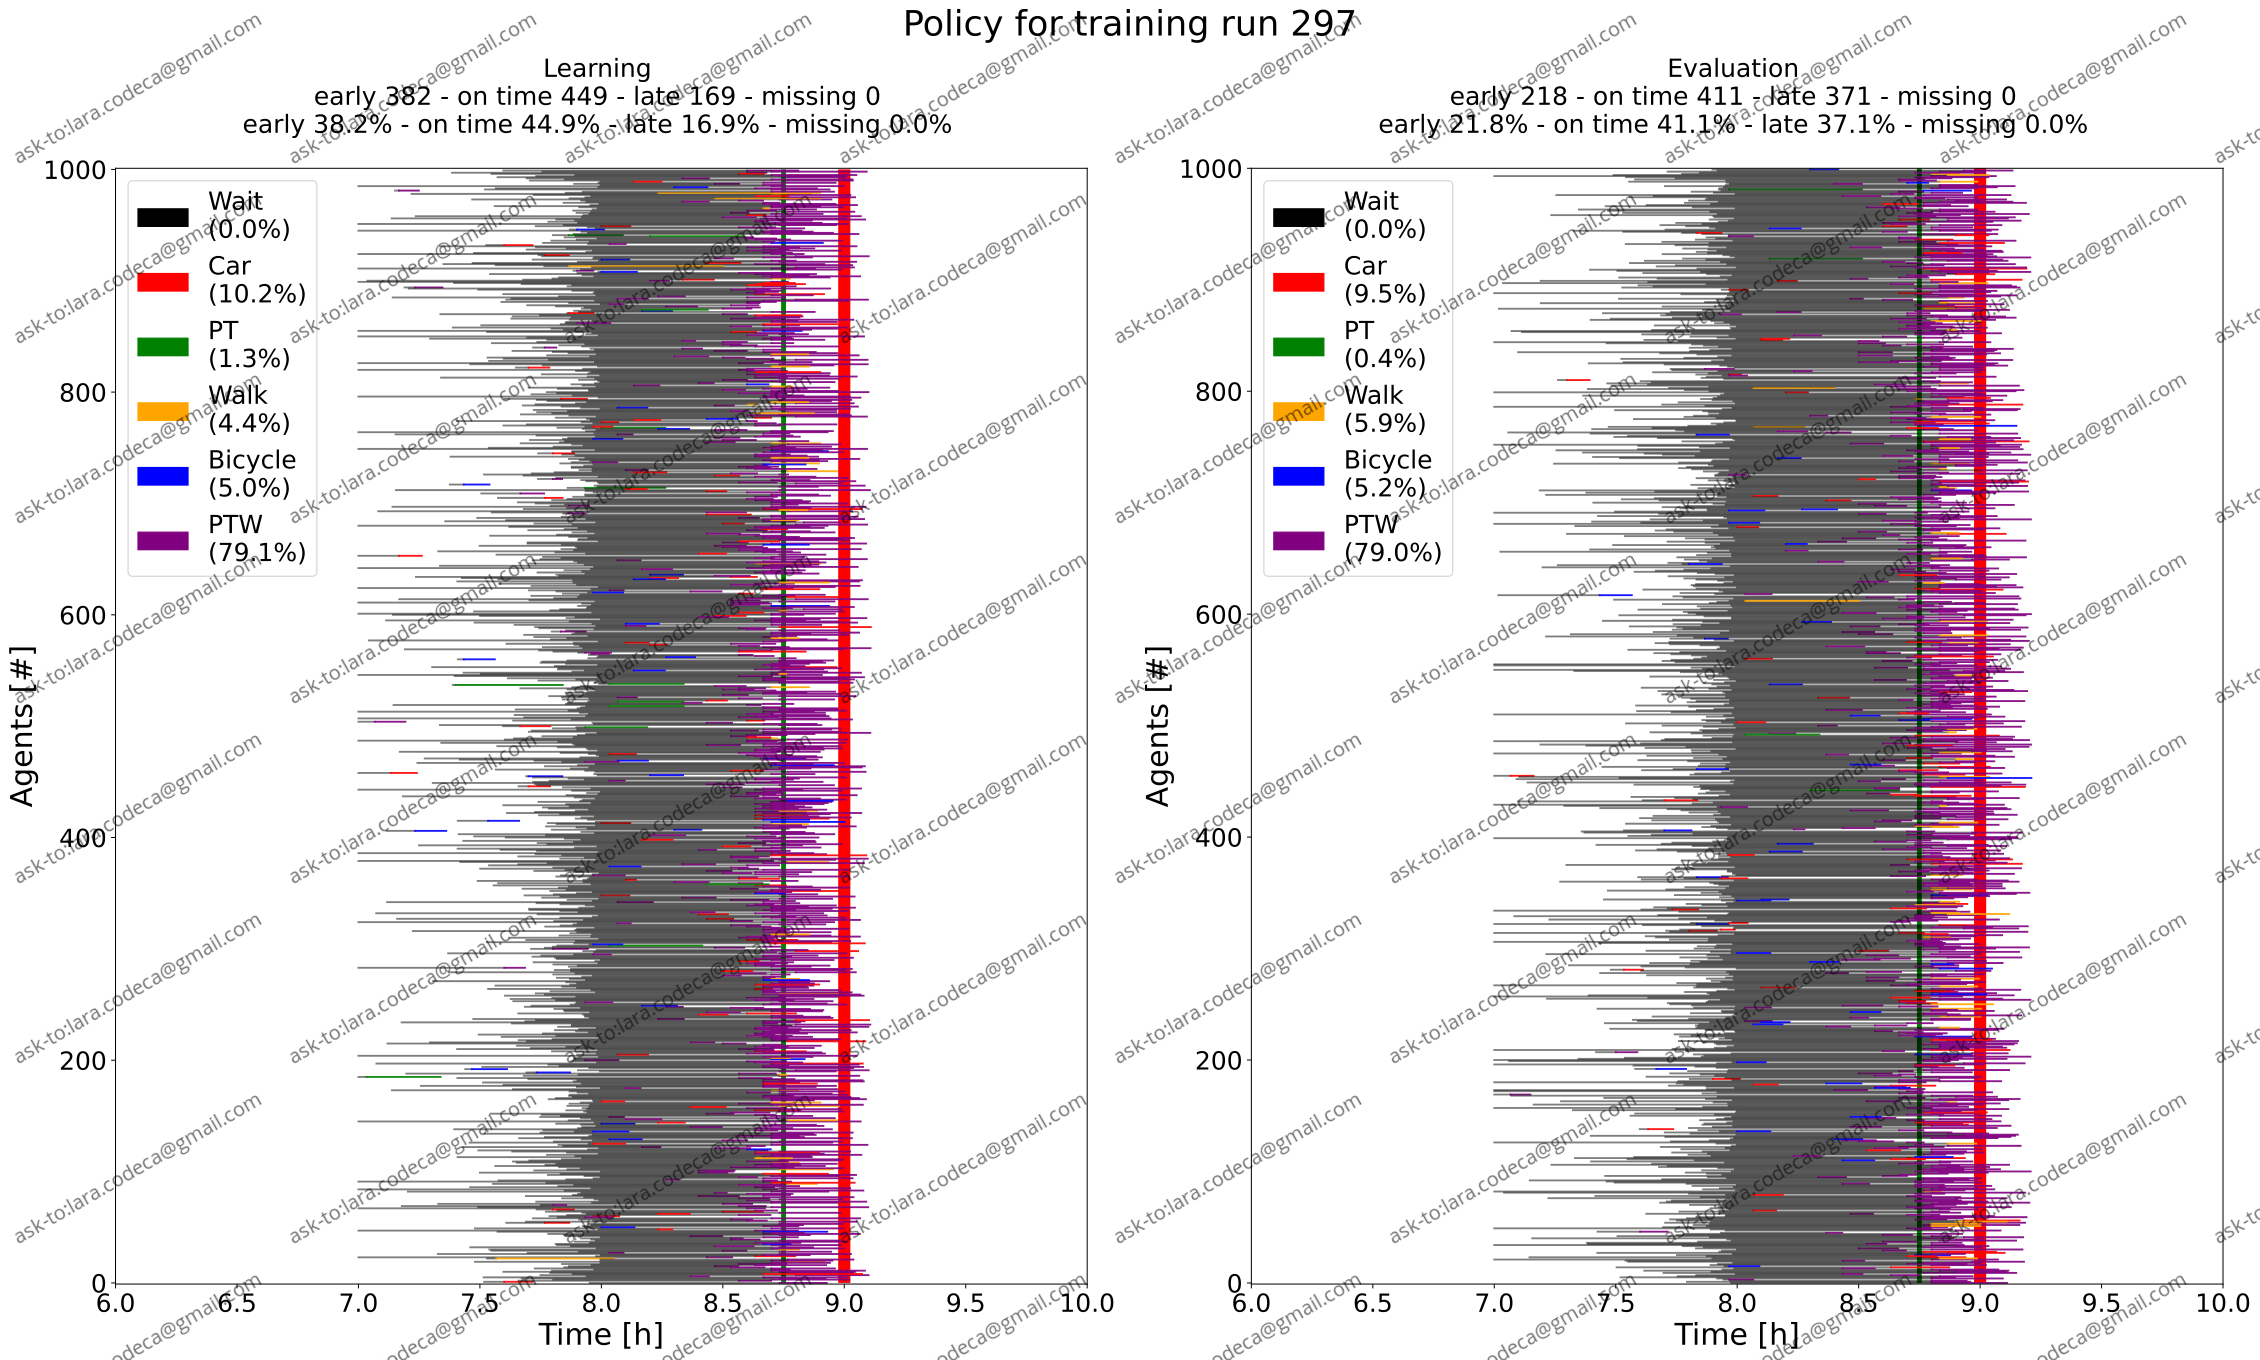 Policy for training run 297
Learning
early 382 - on time 449 - late 169 - missing 0
early 38.2% - on time 44.9% - late 16.9% - missing 0.0%
1000
800
600
400
200
0
Agents [#]
Wait
(0.0%)
Car
(10.2%)
PT
(1.3%)
Walk
(4.4%)
Bicycle
(5.0%)
PTW
(79.1%)
6.0 6.5 7.0 7.5 8.0 8.5 9.0 9.5 10.0
Time [h]
Evaluation
early 218 - on time 411 - late 371 - missing 0
early 21.8% - on time 41.1% - late 37.1% - missing 0.0%
1000
800
600
400
200
0
Agents [#]
Wait
(0.0%)
Car
(9.5%)
PT
(0.4%)
Walk
(5.9%)
Bicycle
(5.2%)
PTW
(79.0%)
6.0 6.5 7.0 7.5 8.0 8.5 9.0 9.5 10.0
Time [h]
ask-to:lara.codeca@gmail.com